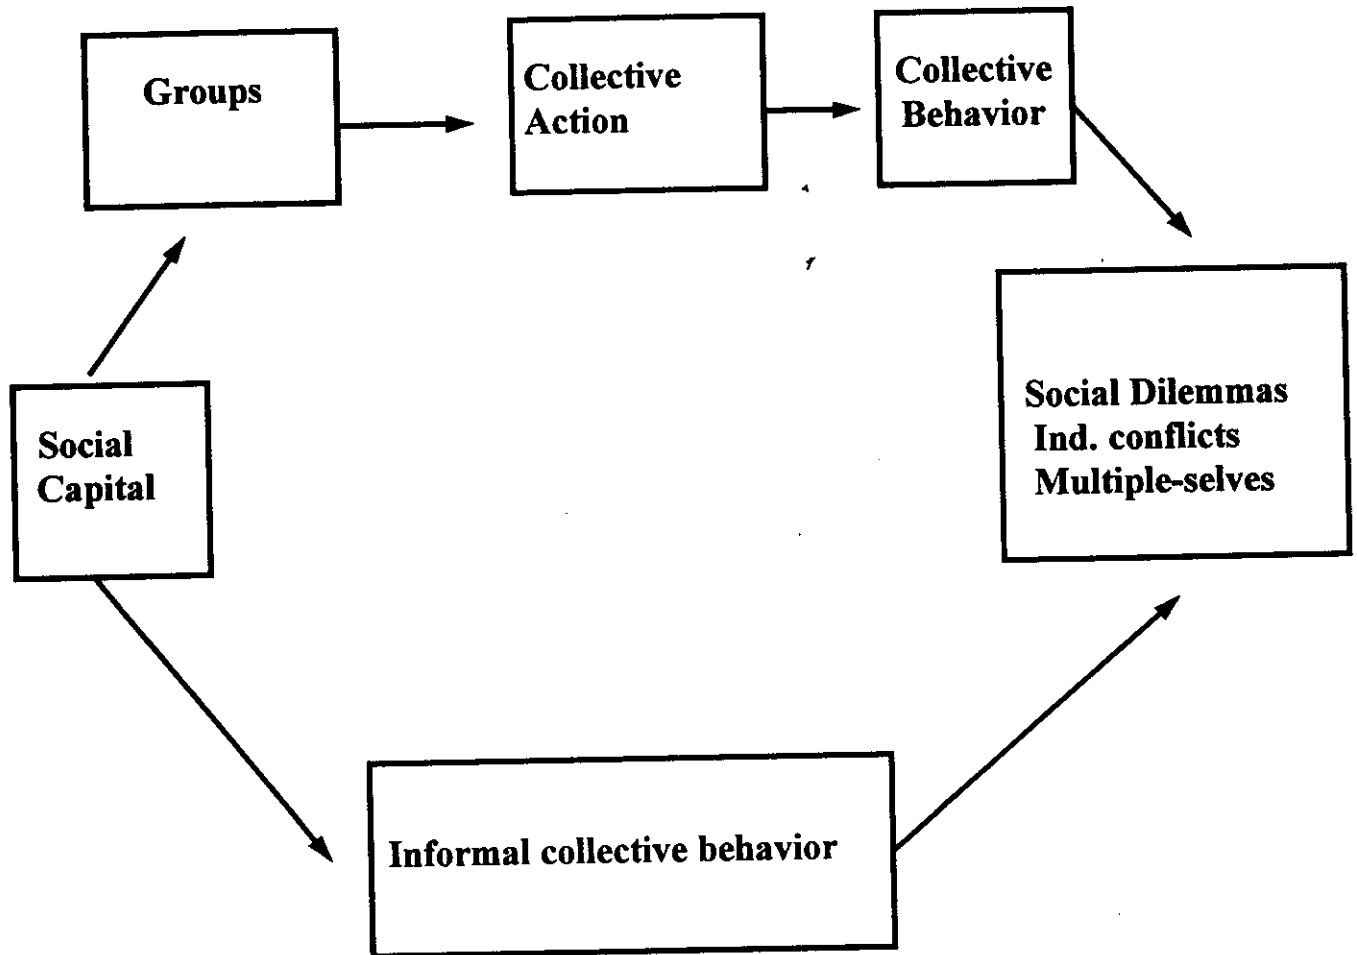 Groups
Collective
Action
Collective
Behavior
Social Dilemmas
Ind. conflicts
Multiple-selves
Social
Capital
Informal collective behavior